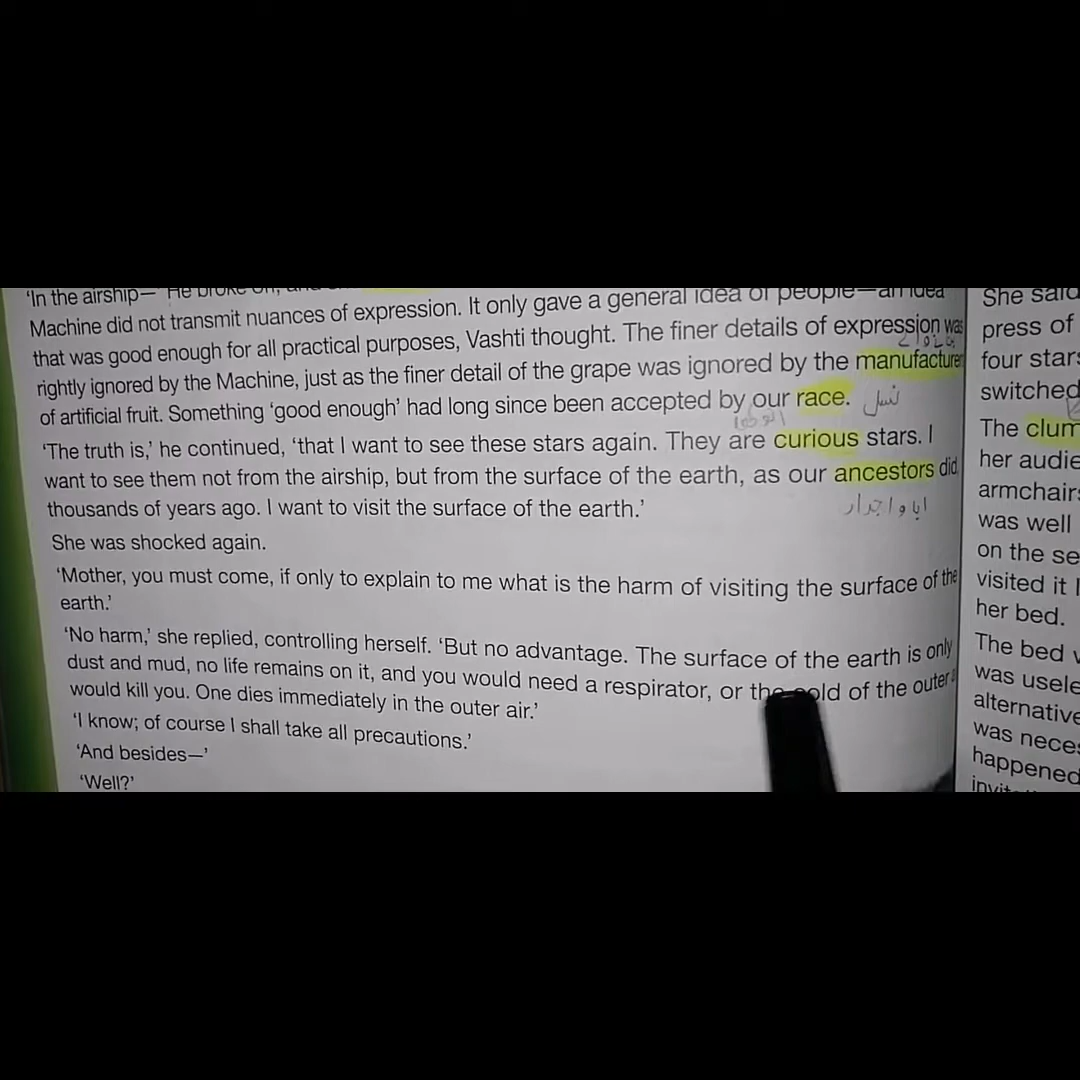 'In the airship— He broke off, and
Machine did not transmit nuances of expression. It only gave a general idea of people—an idea
that was good enough for all practical purposes, Vashti thought. The finer details of expression was
rightly ignored by the Machine, just as the finer detail of the grape was ignored by the manufacturer
of artificial fruit. Something 'good enough' had long since been accepted by our race.
نسل
'The truth is,' he continued, 'that I want to see these stars again. They are curious stars. I
want to see them not from the airship, but from the surface of the earth, as our ancestors did,
thousands of years ago. I want to visit the surface of the earth.'
ابا و اجداد
She was shocked again.
'Mother, you must come, if only to explain to me what is the harm of visiting the surface of the
earth.'
'No harm,' she replied, controlling herself. 'But no advantage. The surface of the earth is only
dust and mud, no life remains on it, and you would need a respirator, or the cold of the outer
would kill you. One dies immediately in the outer air.'
'I know; of course I shall take all precautions.'
'And besides—'
'Well?'
She said
press of
four stars
switched
The clum
her audie
armchair
was well
on the se
visited it
her bed.
The bed
was usele
alternative
was neces
happened